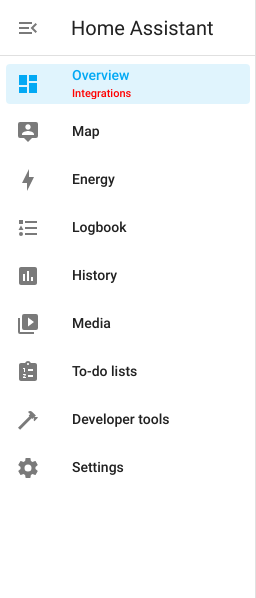 Home Assistant
Overview
Integrations
Map
Energy
Logbook
History
Media
To-do lists
Developer tools
Settings